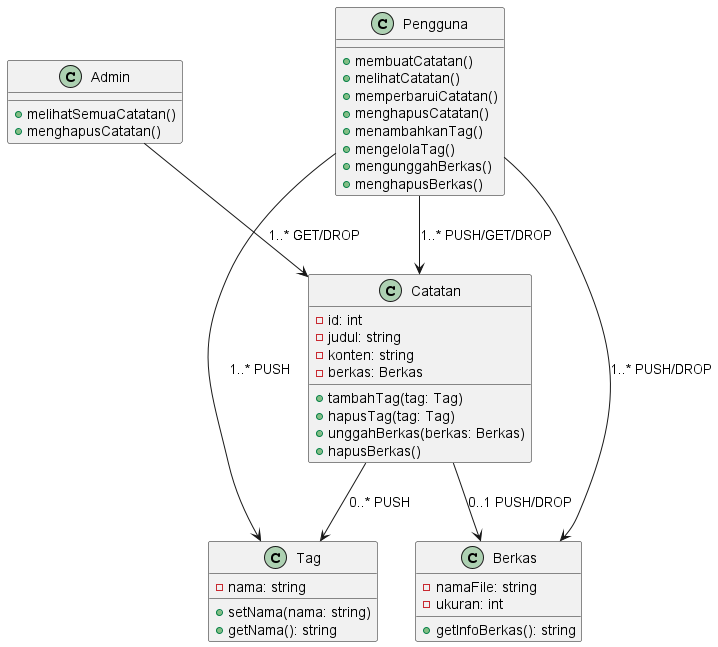 C Pengguna
membuatCatatan()
melihatCatatan()
memperbaruiCatatan()
menghapusCatatan()
menambahkanTag()
mengelolaTag()
mengunggahBerkas()
menghapusBerkas()
C Admin
melihatSemuaCatatan()
menghapusCatatan()
1..* GET/DROP
1..* PUSH/GET/DROP
C Catatan
id: int
judul: string
konten: string
berkas: Berkas
tambahTag(tag: Tag)
hapusTag(tag: Tag)
unggahBerkas(berkas: Berkas)
hapusBerkas()
1..* PUSH
1..* PUSH/DROP
0..* PUSH
0..1 PUSH/DROP
C Tag
nama: string
setNama(nama: string)
getNama(): string
C Berkas
namaFile: string
ukuran: int
getInfoBerkas(): string